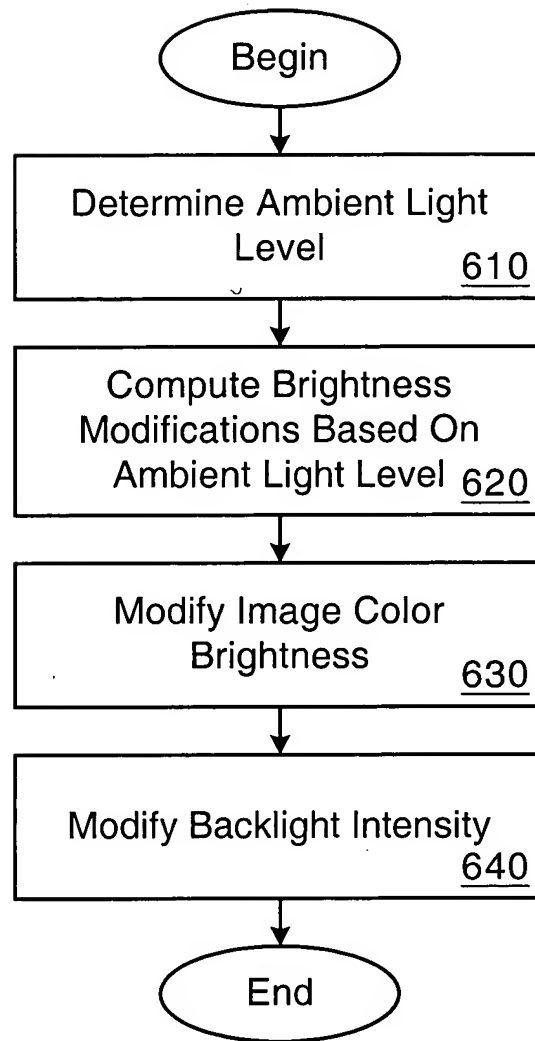 Begin
Determine Ambient Light
Level
610
Compute Brightness
Modifications Based On
Ambient Light Level
620
Modify Image Color
Brightness
630
Modify Backlight Intensity
640
End